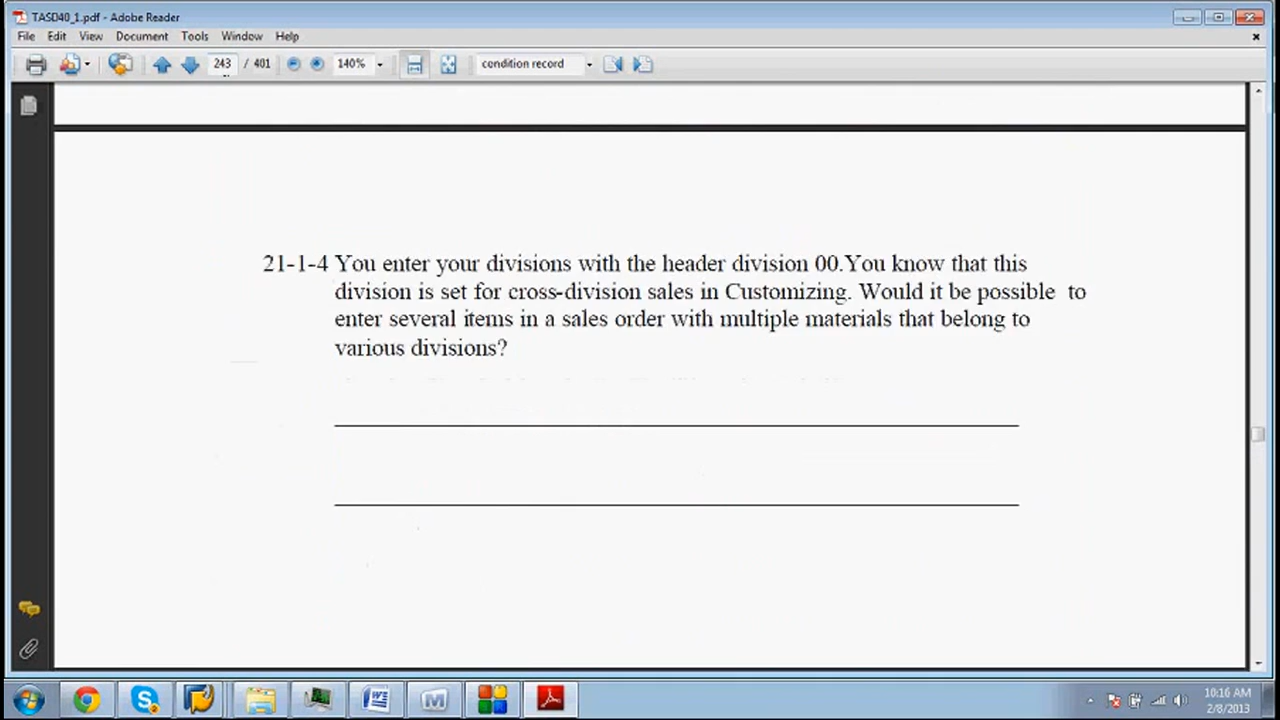 TASD40_1.pdf - Adobe Reader
File Edit View Document Tools Window Help
243 / 401 140% condition record
21-1-4 You enter your divisions with the header division 00.You know that this
division is set for cross-division sales in Customizing. Would it be possible to
enter several items in a sales order with multiple materials that belong to
various divisions?
10:16 AM
2/8/2013